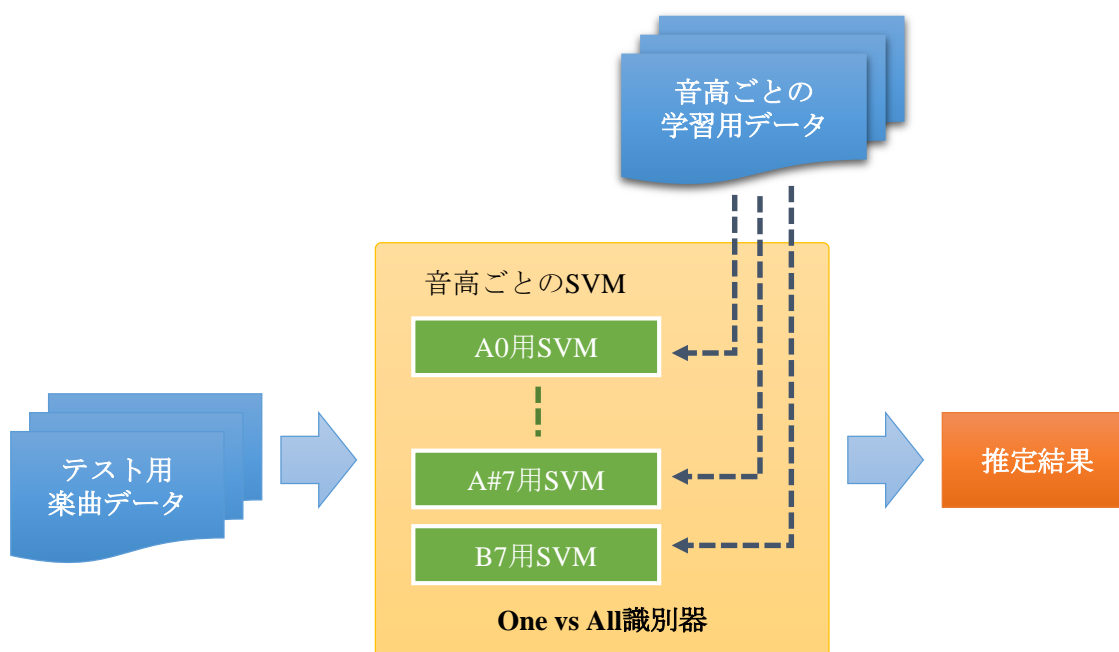 音高ごとの
学習用データ
音高ごとのSVM
A0用SVM
A#7用SVM
B7用SVM
One vs All識別器
テスト用
楽曲データ
推定結果